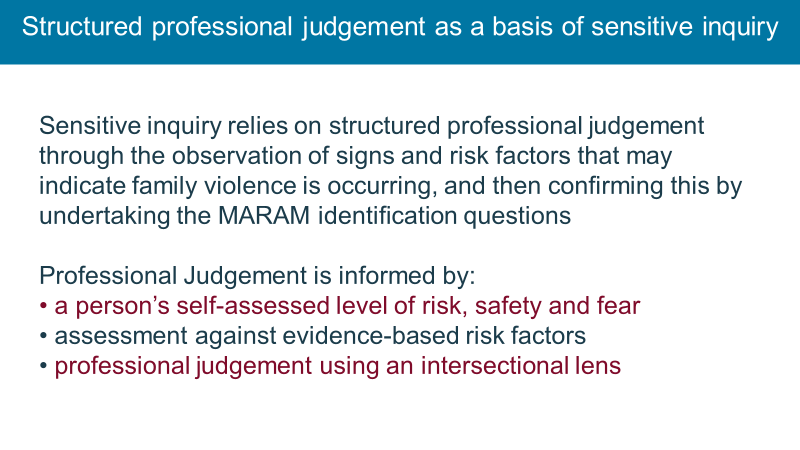 Structured professional judgement as a basis of sensitive inquiry
Sensitive inquiry relies on structured professional judgement
through the observation of signs and risk factors that may
indicate family violence is occurring, and then confirming this by
undertaking the MARAM identification questions
Professional Judgement is informed by:
• a person’s self-assessed level of risk, safety and fear
• assessment against evidence-based risk factors
• professional judgement using an intersectional lens